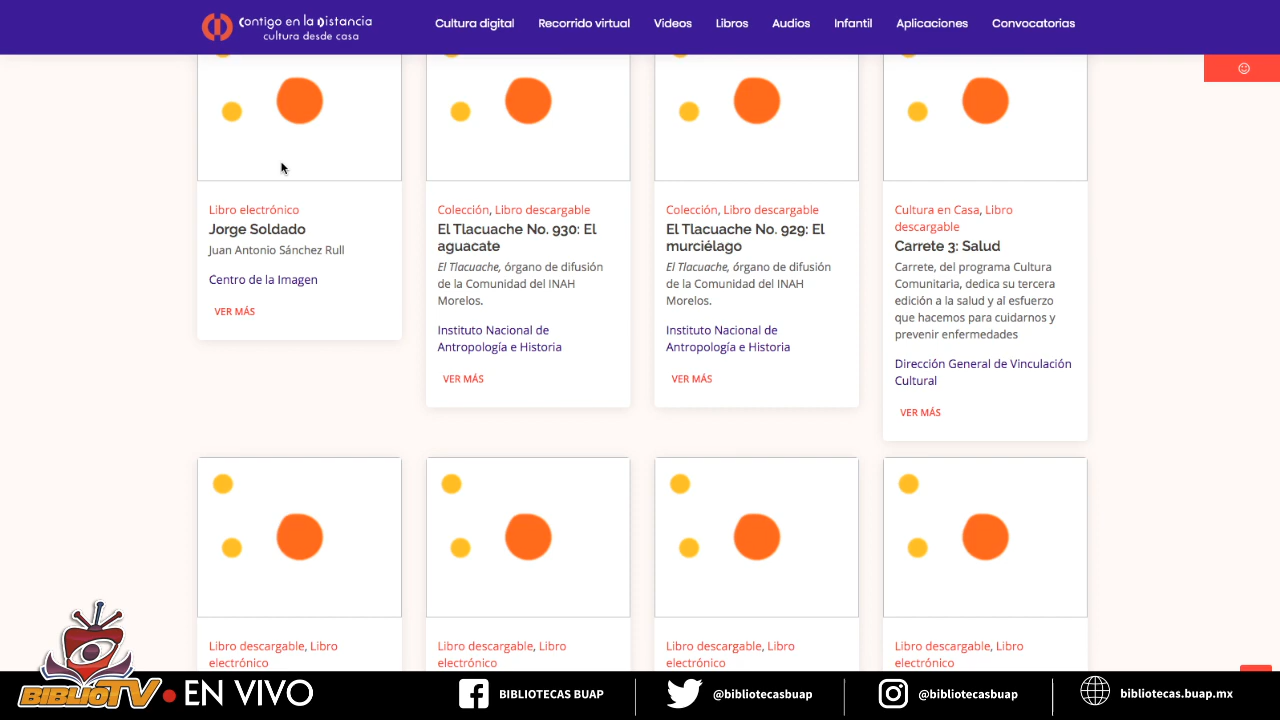 Contigo en la Distancia
cultura desde casa
Cultura digital
Recorrido virtual
Videos
Libros
Audios
Infantil
Aplicaciones
Convocatorias
Libro electrónico
Jorge Soldado
Juan Antonio Sánchez Rull
Centro de la Imagen
VER MÁS
Colección, Libro descargable
El Tlacuache No. 930: El
aguacate
El Tlacuache, órgano de difusión
de la Comunidad del INAH
Morelos.
Instituto Nacional de
Antropología e Historia
VER MÁS
Colección, Libro descargable
El Tlacuache No. 929: El
murciélago
El Tlacuache, órgano de difusión
de la Comunidad del INAH
Morelos.
Instituto Nacional de
Antropología e Historia
VER MÁS
Cultura en Casa, Libro
descargable
Carrete 3: Salud
Carrete, del programa Cultura
Comunitaria, dedica su tercera
edición a la salud y al esfuerzo
que hacemos para cuidarnos y
prevenir enfermedades
Dirección General de Vinculación
Cultural
VER MÁS
Libro descargable, Libro
electrónico
Libro descargable, Libro
electrónico
Libro descargable, Libro
electrónico
Libro descargable, Libro
electrónico
BIBLIOTV
EN VIVO
BIBLIOTECAS BUAP
@bibliotecasbuap
@bibliotecasbuap
bibliotecas.buap.mx